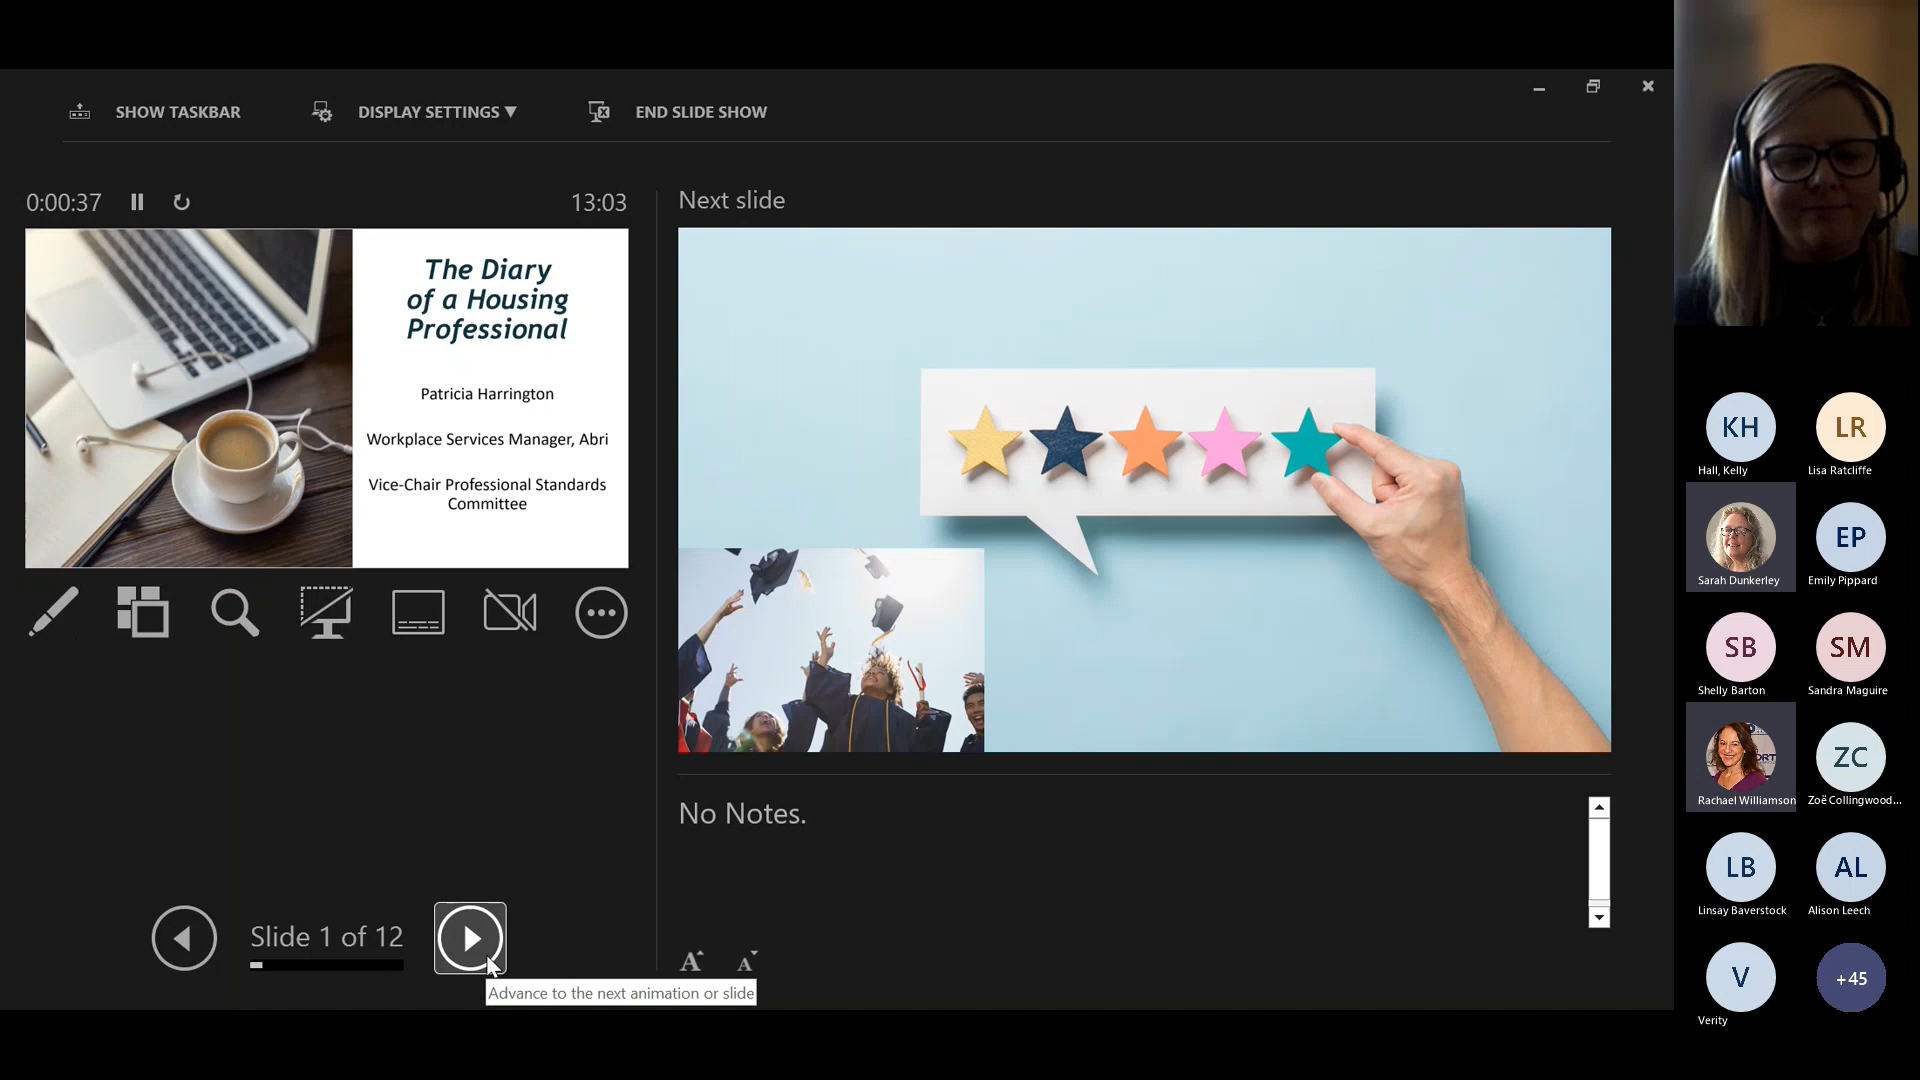 SHOW TASKBAR
DISPLAY SETTINGS ▼
END SLIDE SHOW
0:00:37
13:03
The Diary
of a Housing
Professional
Patricia Harrington
Workplace Services Manager, Abri
Vice-Chair Professional Standards
Committee
Next slide
No Notes.
A
A
Slide 1 of 12
Advance to the next animation or slide
KH
Hall, Kelly
LR
Lisa Ratcliffe
Sarah Dunkerley
EP
Emily Pippard
SB
Shelly Barton
SM
Sandra Maguire
Rachael Williamson
ZC
Zoë Collingwood...
LB
Linsay Baverstock
AL
Alison Leech
V
Verity
+45